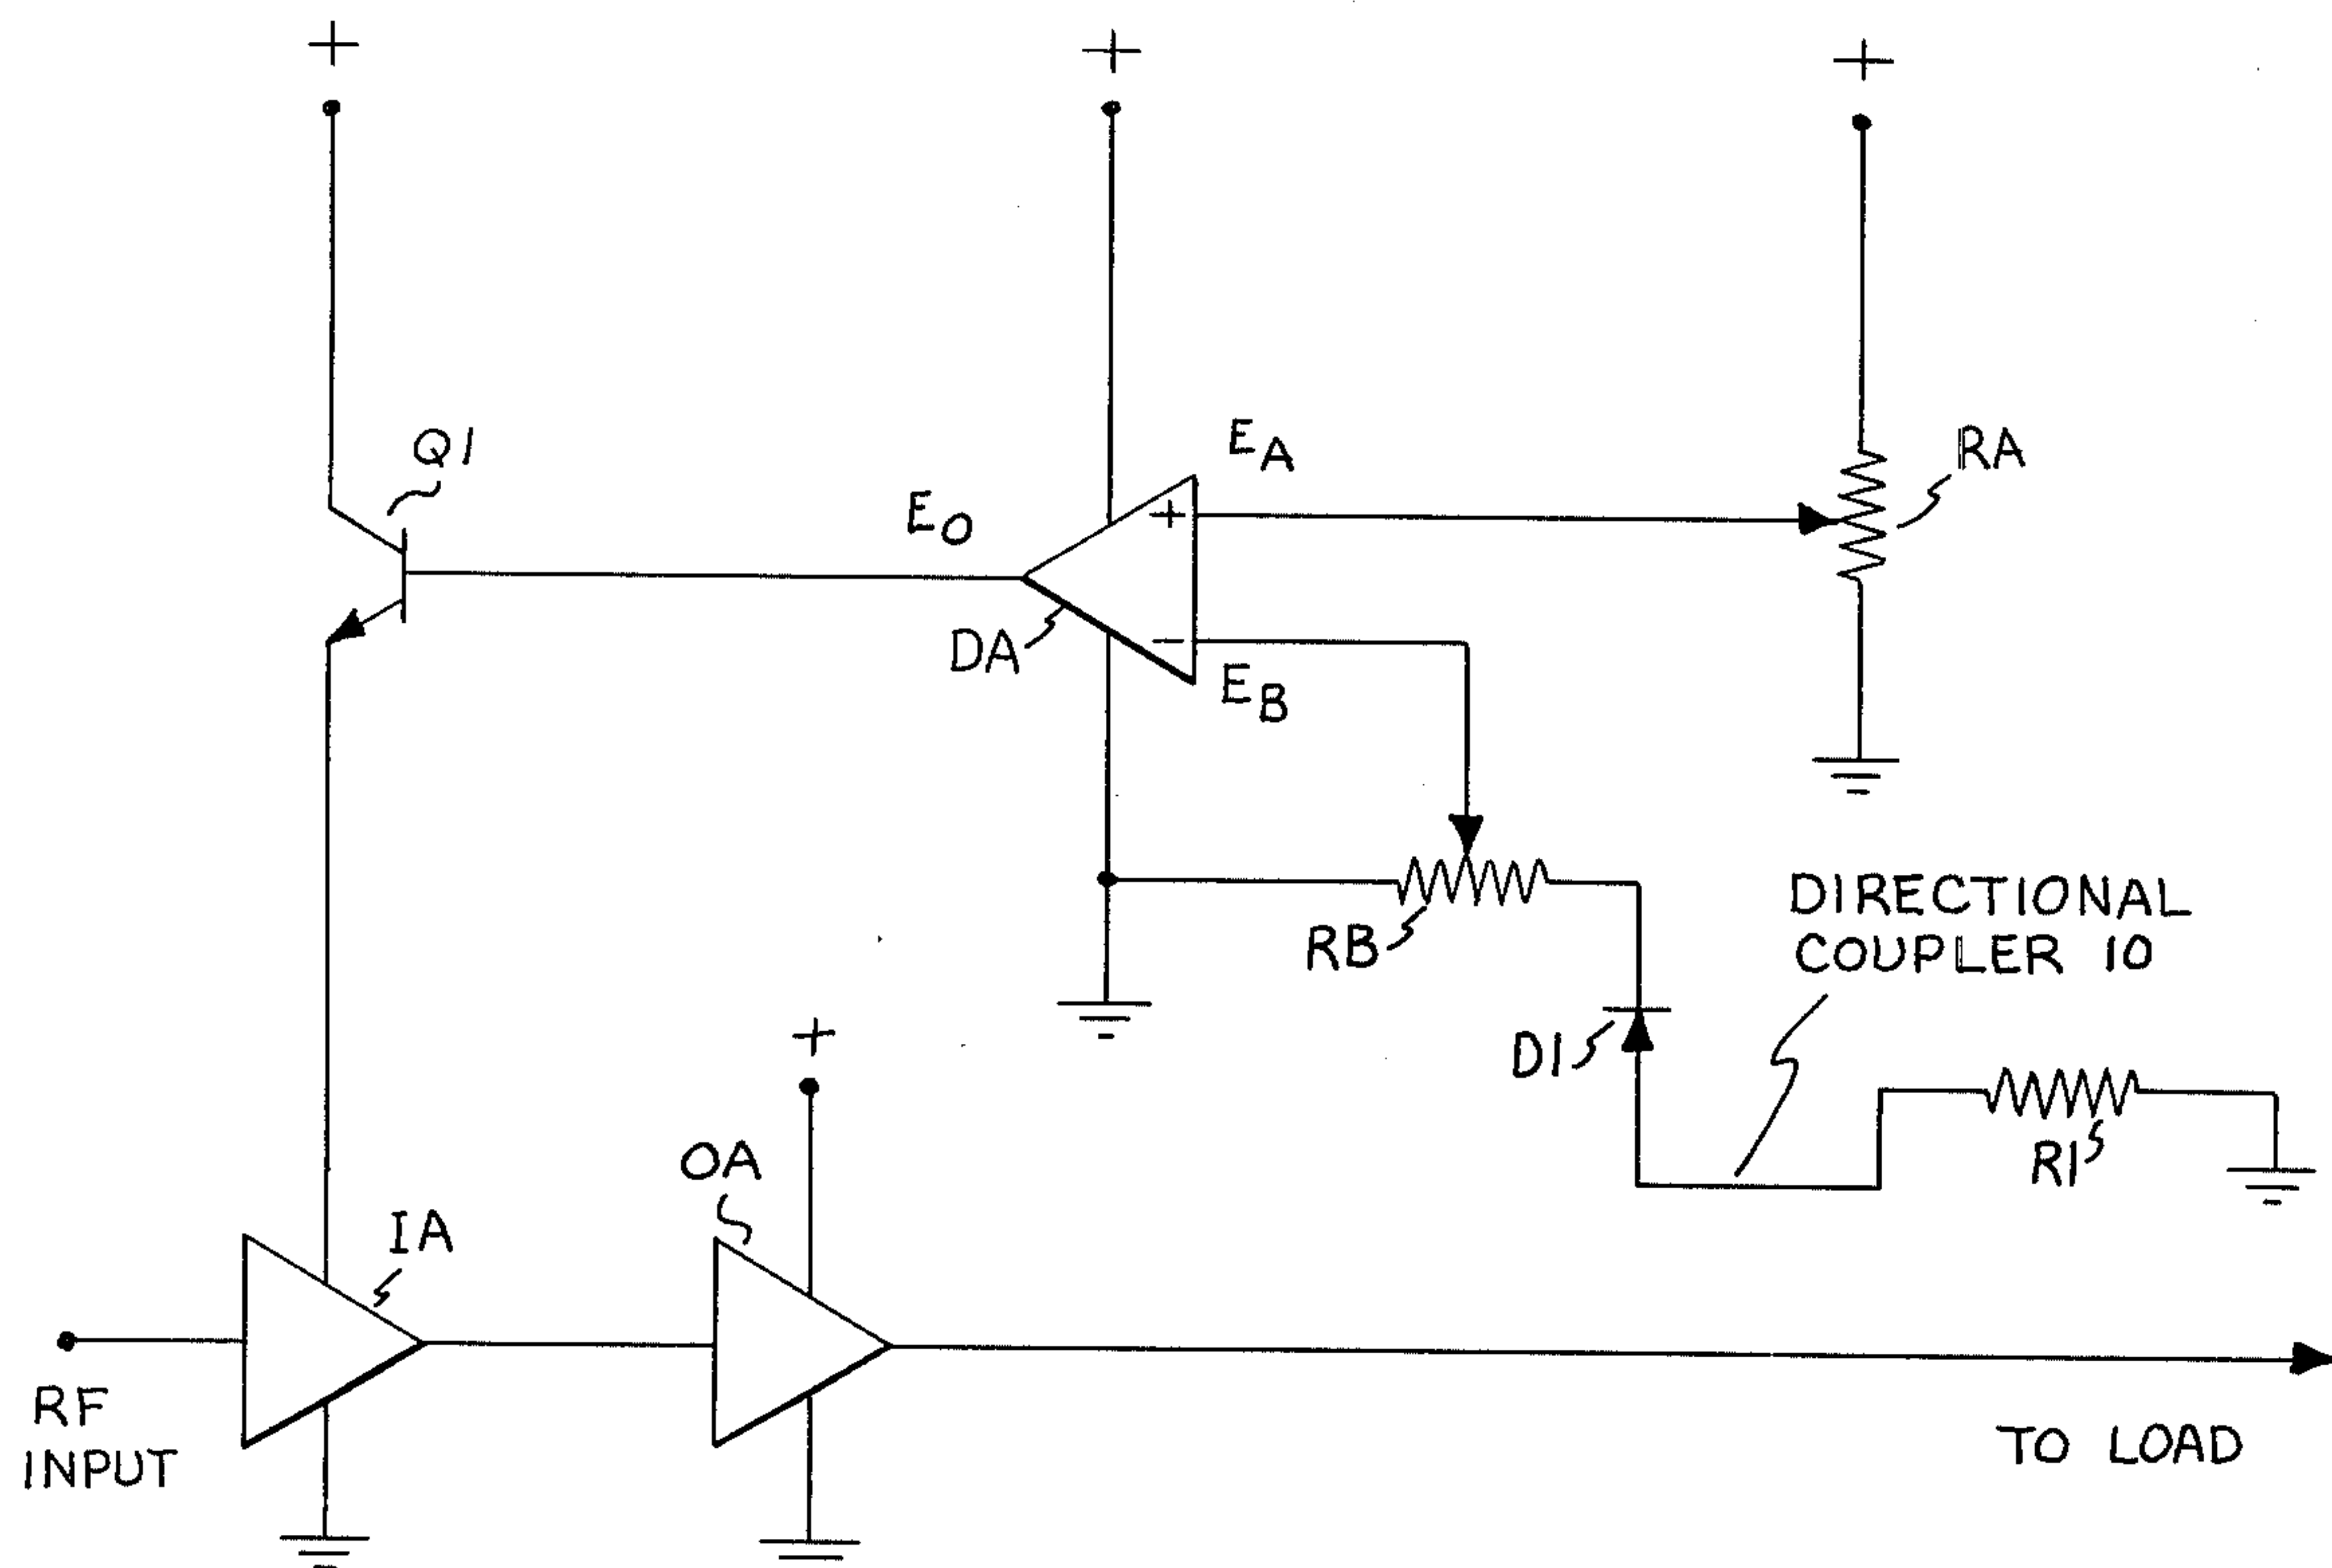 +
+
+
Q1
EO
EA
RA
+
DA
−
EB
RB
DIRECTIONAL
COUPLER 10
D1
+
OA
R1
IA
RF
INPUT
TO LOAD